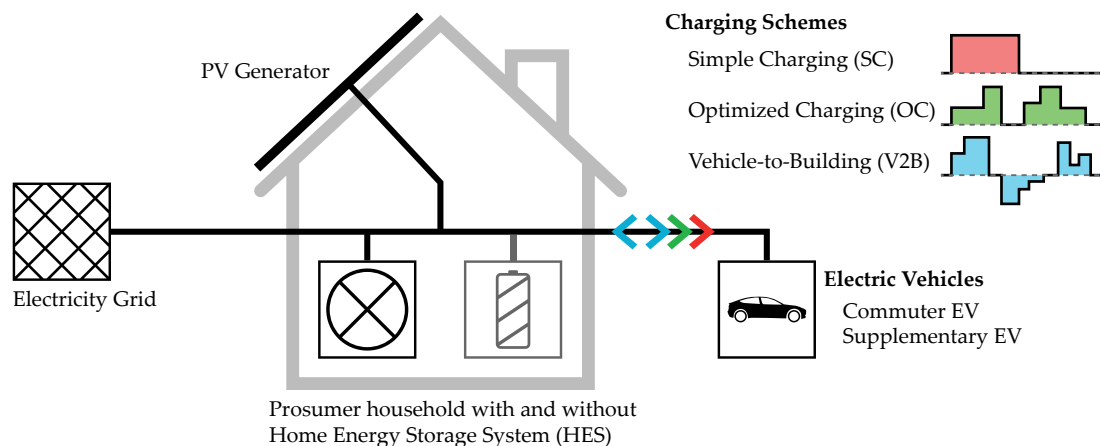 Charging Schemes
Simple Charging (SC)
Optimized Charging (OC)
Vehicle-to-Building (V2B)
PV Generator
Electricity Grid
Electric Vehicles
Commuter EV
Supplementary EV
Prosumer household with and without
Home Energy Storage System (HES)